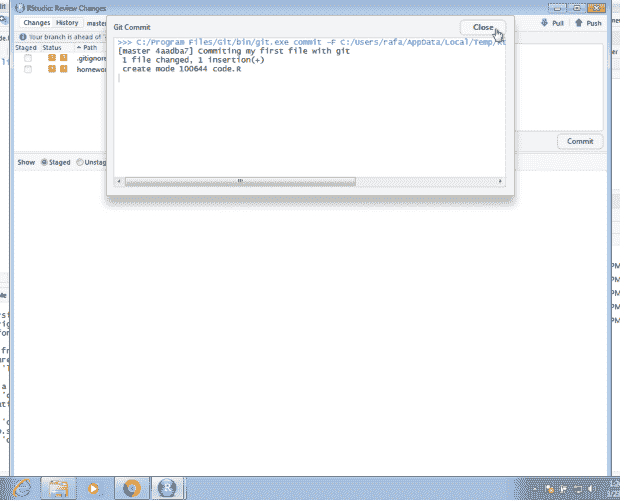 RStudio: Review Changes
Git Commit
Close
Changes History master
Pull Push
Your branch is ahead of
Staged Status Path
.gitignore
homewor
>>> C:/Program Files/Git/bin/git.exe commit -F C:/Users/rafa/AppData/Local/Temp/
[master 4aadba7] Commiting my first file with git
1 file changed, 1 insertion(+)
create mode 100644 code.R
Commit
Show Staged Unstag